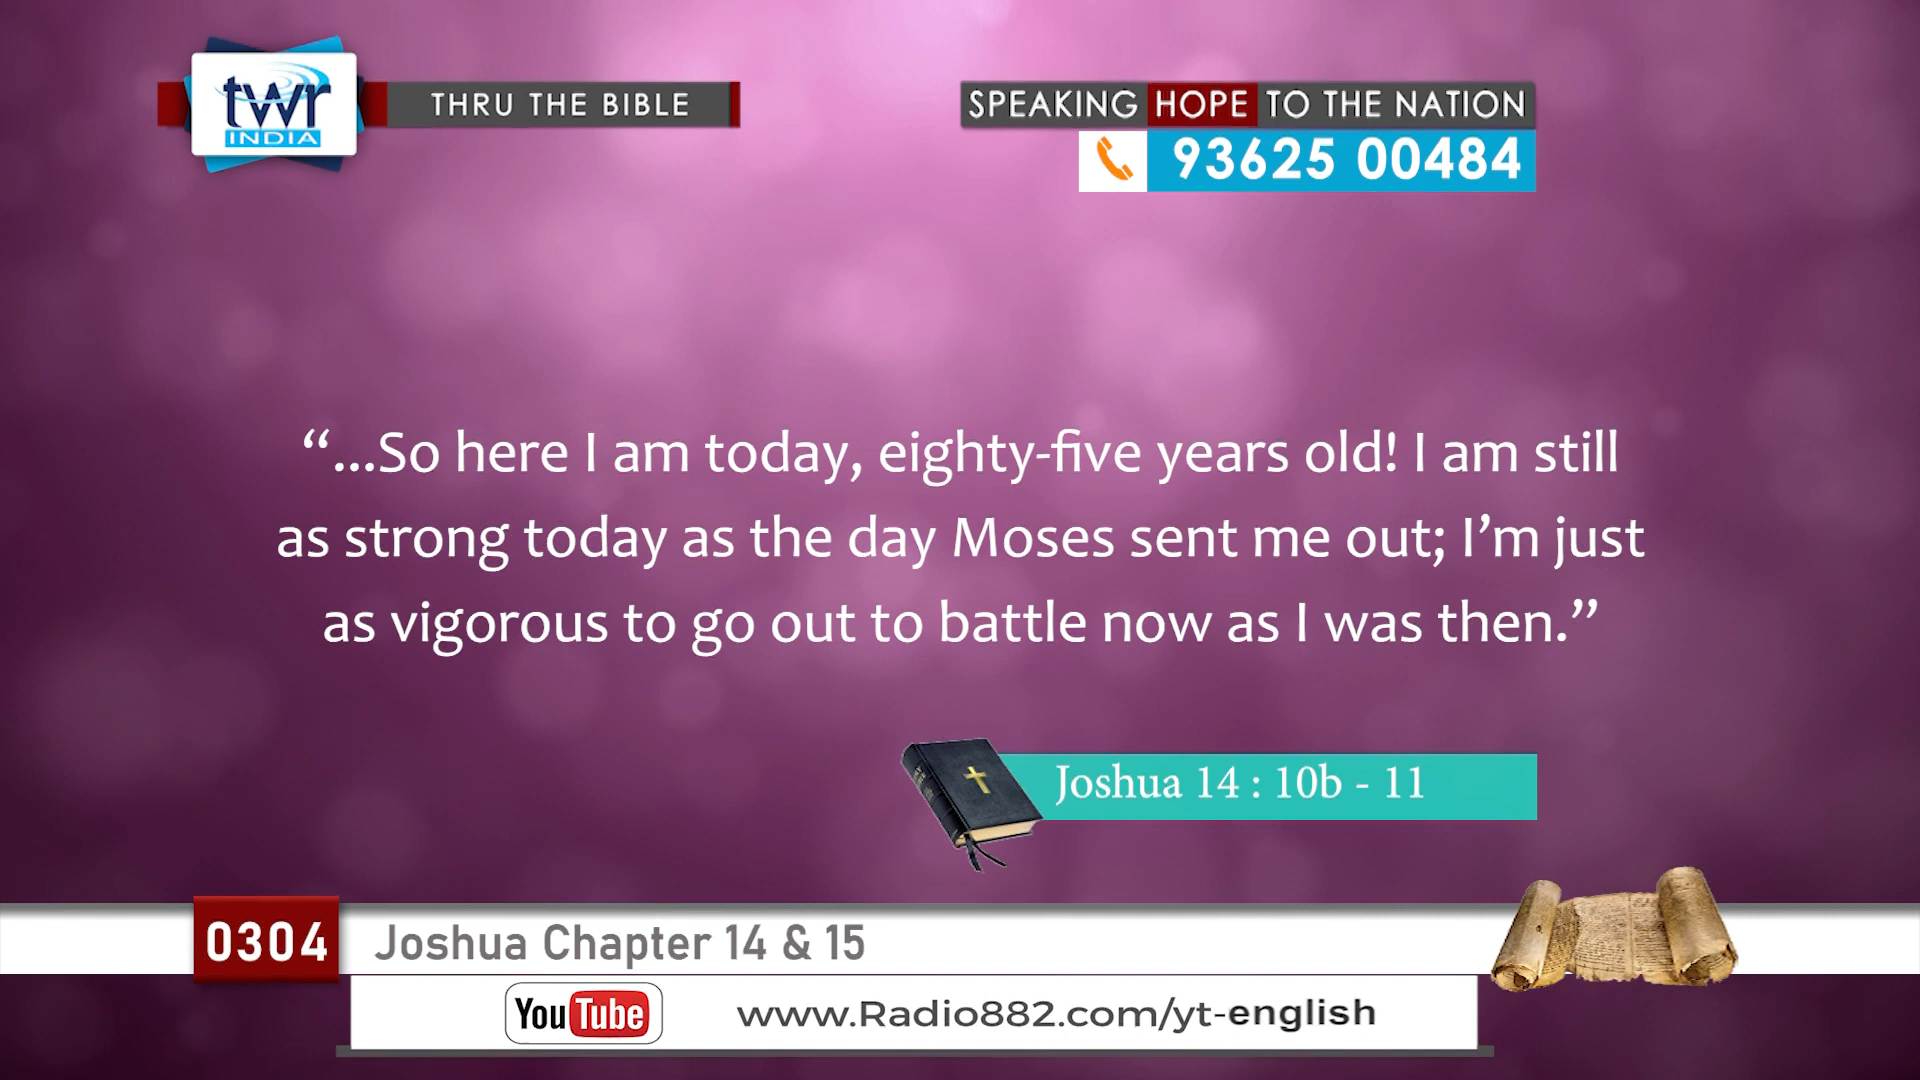 twr
INDIA
THRU THE BIBLE
SPEAKING HOPE TO THE NATION
93625 00484
“...So here I am today, eighty-five years old! I am still
as strong today as the day Moses sent me out; I’m just
as vigorous to go out to battle now as I was then.”
Joshua 14 : 10b - 11
0304
Joshua Chapter 14 & 15
YouTube
www.Radio882.com/yt-english